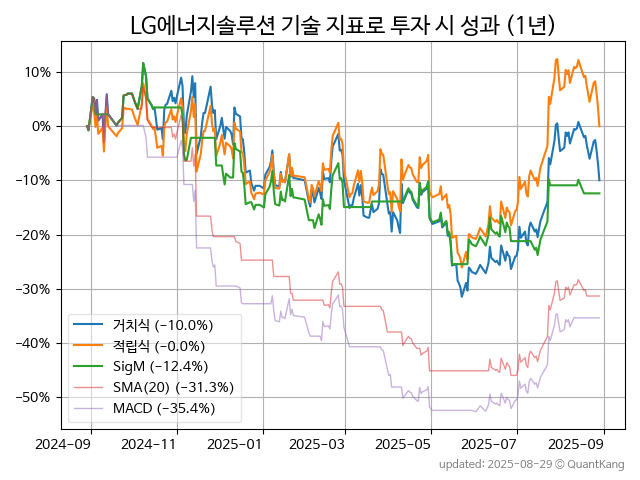 LG에너지솔루션 기술 지표로 투자 시 성과 (1년)
10%
0%
−10%
−20%
−30%
−40%
−50%
거치식 (−10.0%)
적립식 (−0.0%)
SigM (−12.4%)
SMA(20) (−31.3%)
MACD (−35.4%)
2024-09
2024-11
2025-01
2025-03
2025-05
2025-07
2025-09
updated: 2025-08-29 © QuantKang